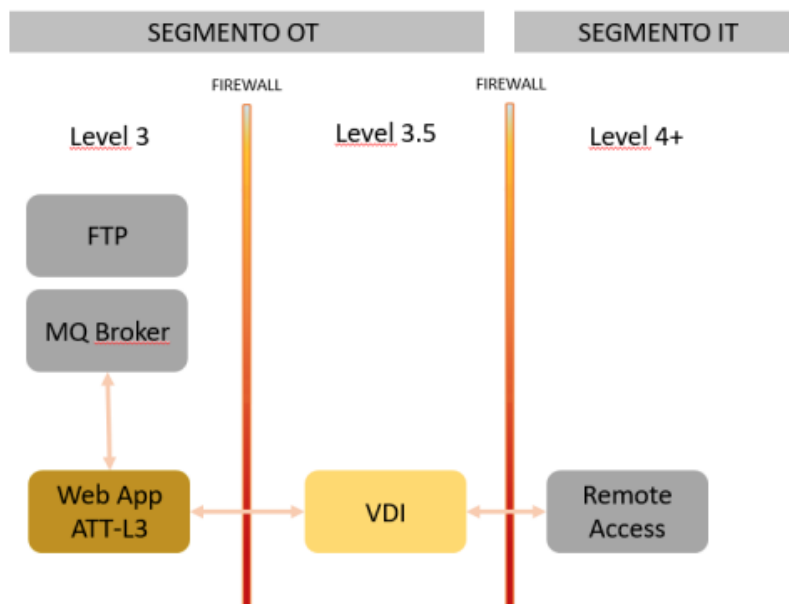 SEGMENTO OT
SEGMENTO IT
FIREWALL
FIREWALL
Level 3
Level 3.5
Level 4+
FTP
MQ Broker
Web App
ATT-L3
VDI
Remote
Access